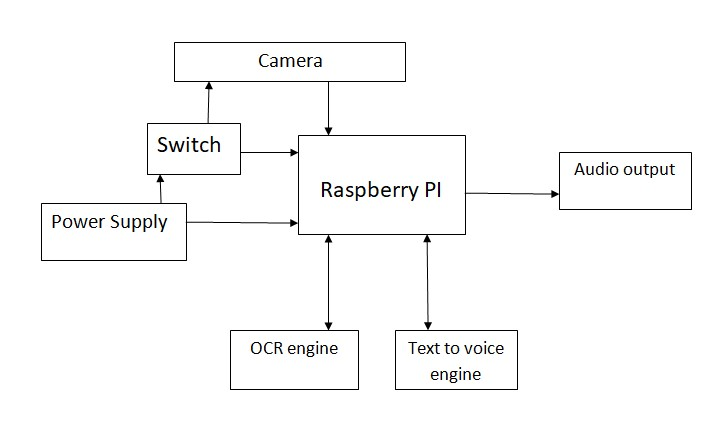 Camera
Switch
Raspberry PI
Audio output
Power Supply
OCR engine
Text to voice
engine